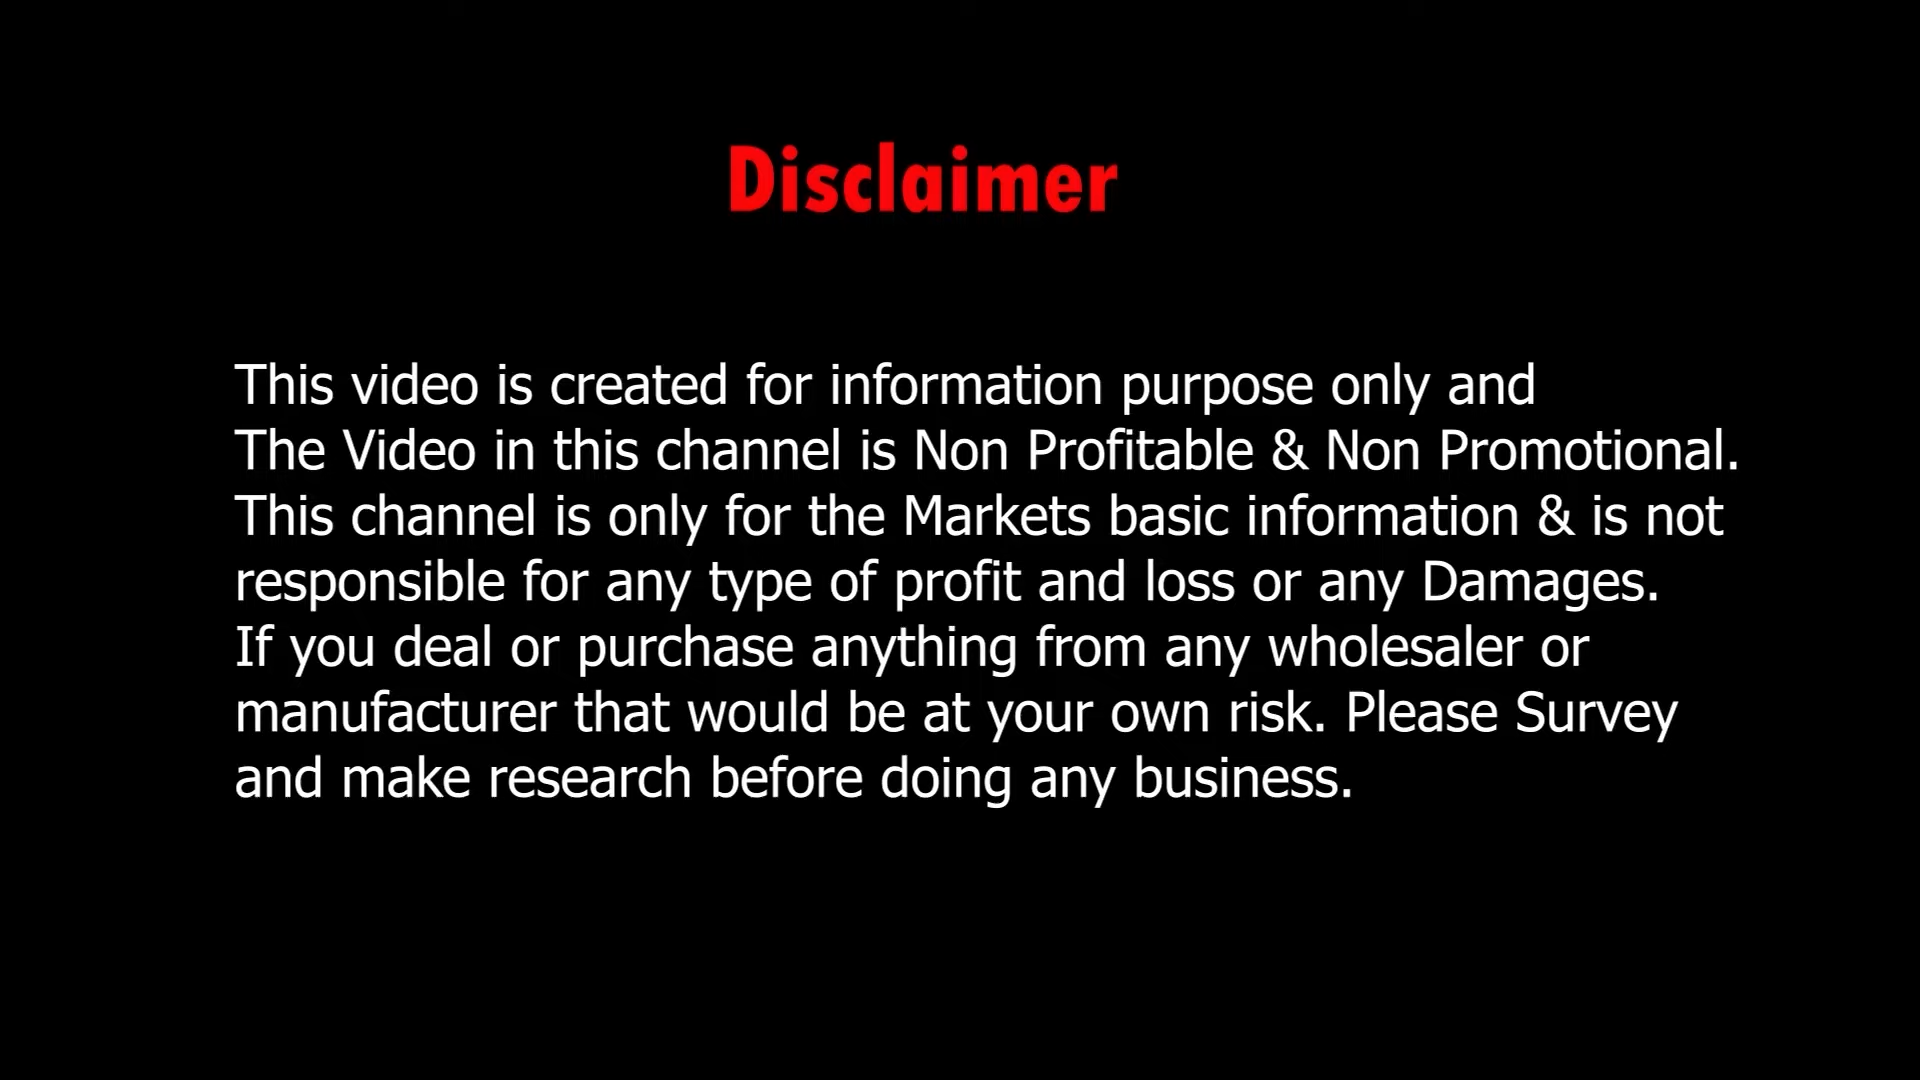 Disclaimer
This video is created for information purpose only and
The Video in this channel is Non Profitable & Non Promotional.
This channel is only for the Markets basic information & is not
responsible for any type of profit and loss or any Damages.
If you deal or purchase anything from any wholesaler or
manufacturer that would be at your own risk. Please Survey
and make research before doing any business.